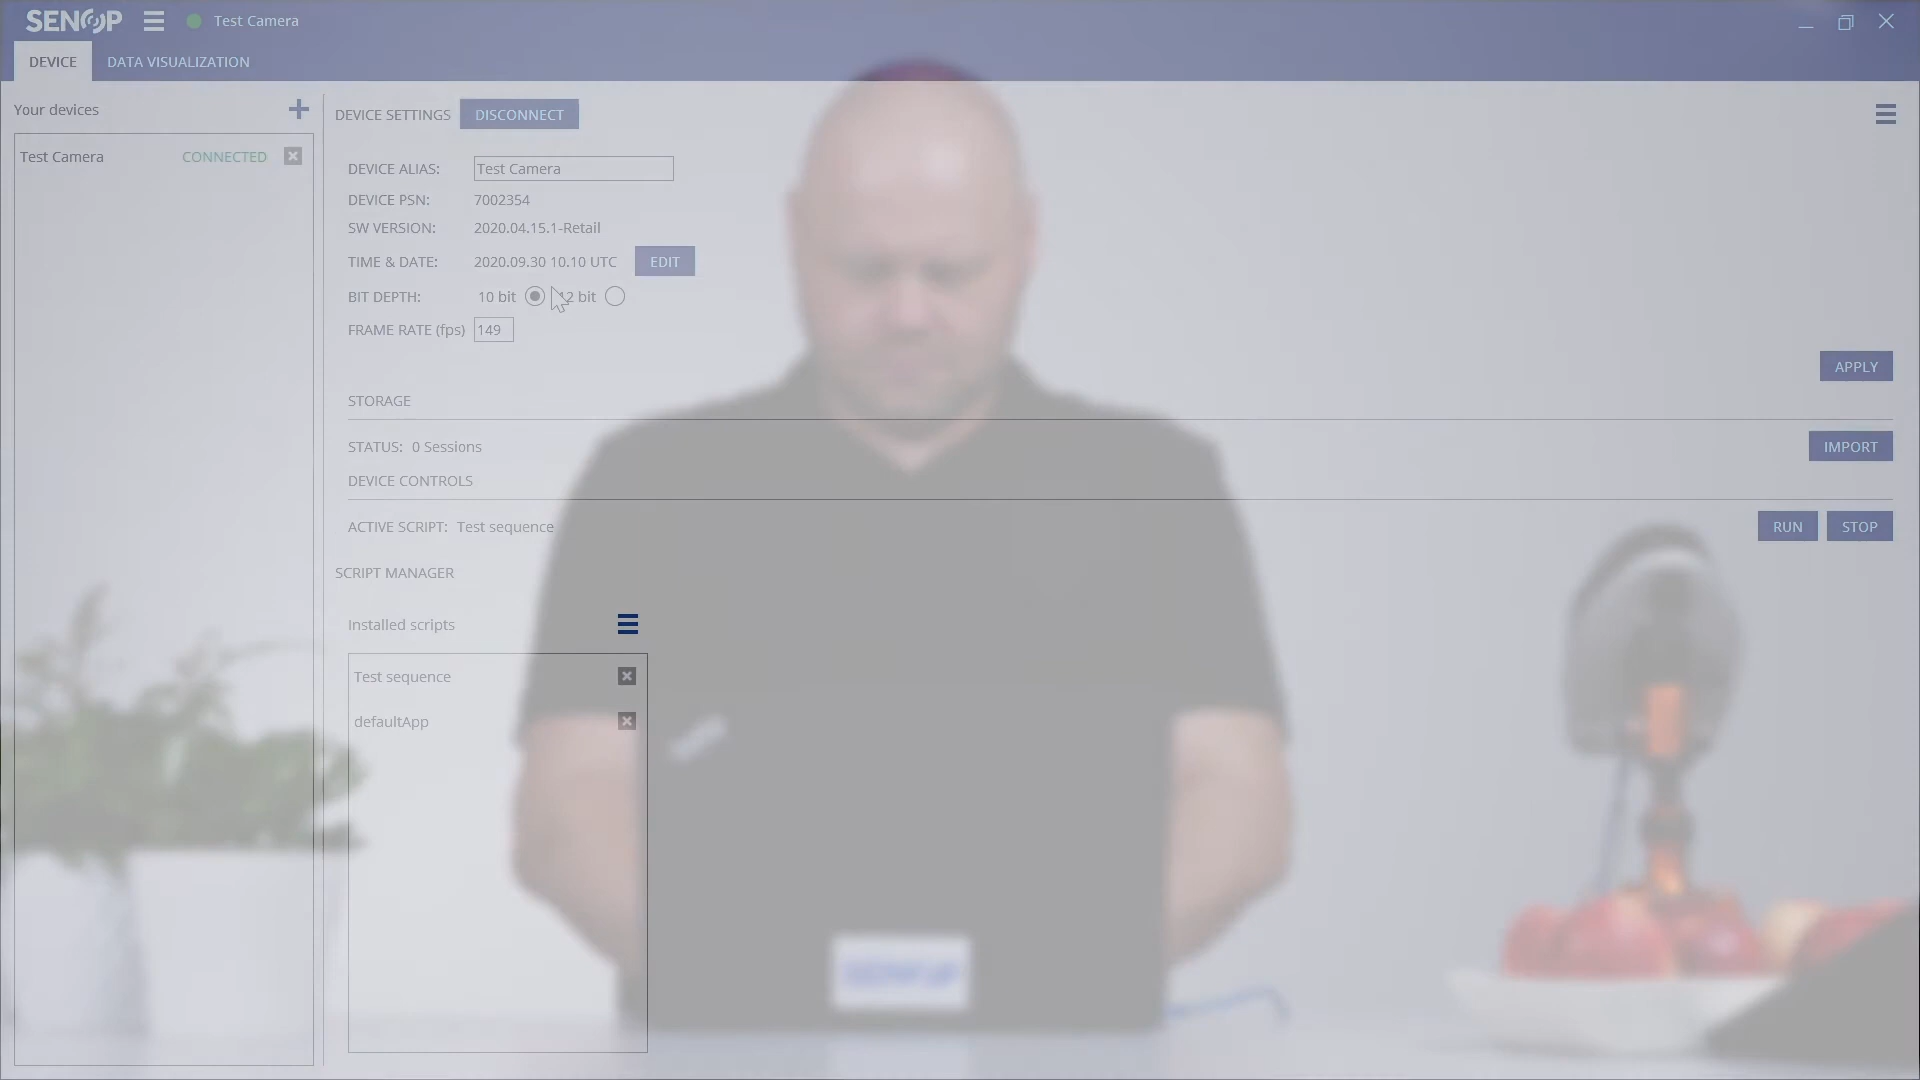 SENOP
Test Camera
DEVICE
DATA VISUALIZATION
Your devices
Test Camera
CONNECTED
DEVICE SETTINGS
DISCONNECT
DEVICE ALIAS:
Test Camera
DEVICE PSN:
7002354
SW VERSION:
2020.04.15.1-Retail
TIME & DATE:
2020.09.30 10.10 UTC
EDIT
BIT DEPTH:
10 bit
12 bit
FRAME RATE (fps)
149
APPLY
STORAGE
STATUS: 0 Sessions
IMPORT
DEVICE CONTROLS
ACTIVE SCRIPT: Test sequence
RUN
STOP
SCRIPT MANAGER
Installed scripts
Test sequence
defaultApp
SENOP